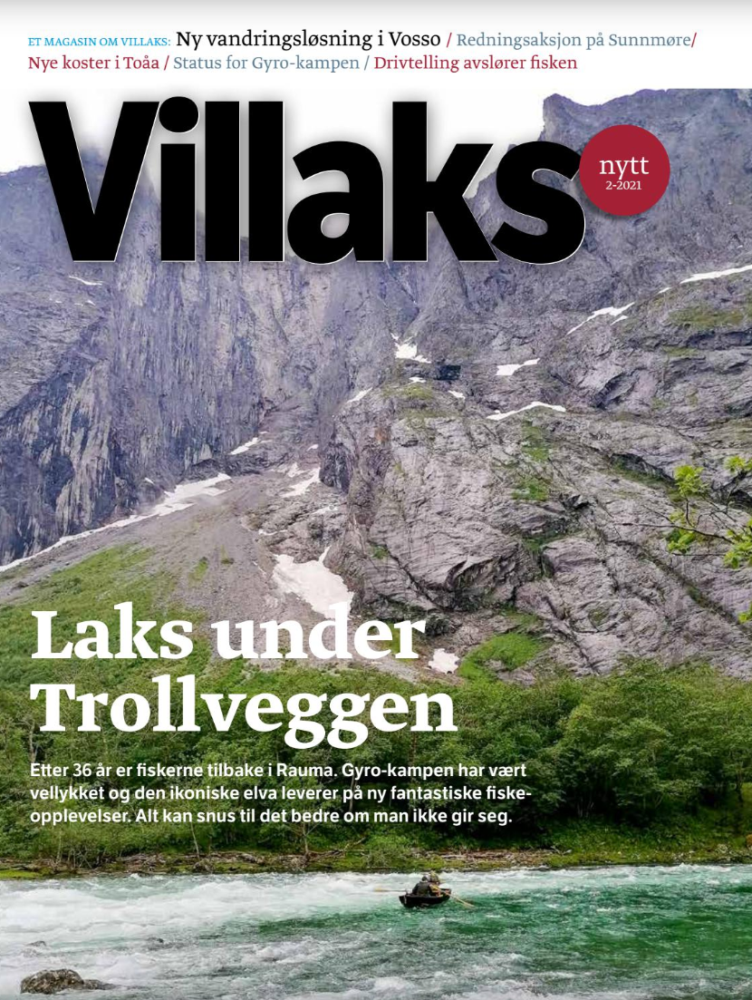 ET MAGASIN OM VILLAKS: Ny vandringsløsning i Vosso / Redningsaksjon på Sunnmøre/
Nye koster i Toåa / Status for Gyro-kampen / Drivtelling avslører fisken
Villaks
nytt
2-2021
Laks under
Trollveggen
Etter 36 år er fiskerne tilbake i Rauma. Gyro-kampen har vært
vellykket og den ikoniske elva leverer på ny fantastiske fiske-
opplevelser. Alt kan snus til det bedre om man ikke gir seg.